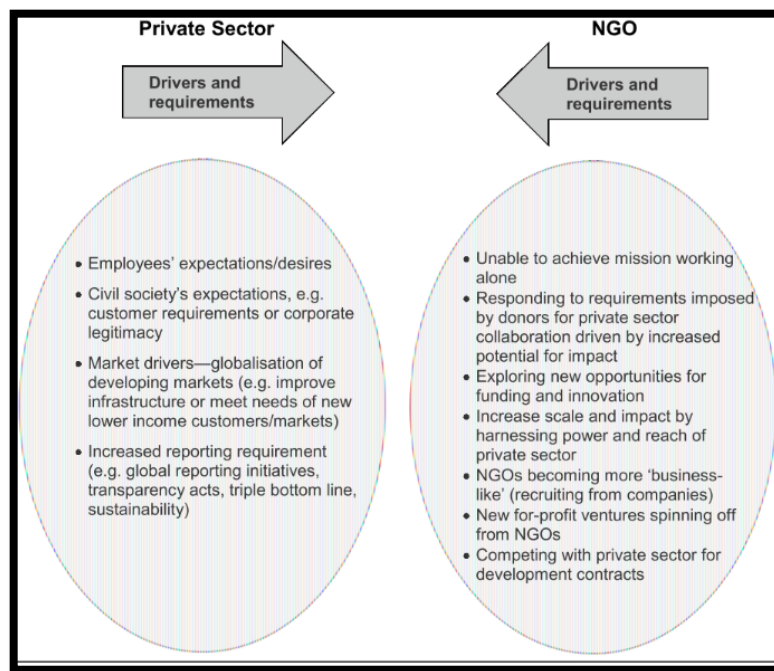 Private Sector
NGO
Drivers and
requirements
Drivers and
requirements
• Employees' expectations/desires
• Civil society's expectations, e.g.
customer requirements or corporate
legitimacy
• Market drivers—globalisation of
developing markets (e.g. improve
infrastructure or meet needs of new
lower income customers/markets)
• Increased reporting requirement
(e.g. global reporting initiatives,
transparency acts, triple bottom line,
sustainability)
• Unable to achieve mission working
alone
• Responding to requirements imposed
by donors for private sector
collaboration driven by increased
potential for impact
• Exploring new opportunities for
funding and innovation
• Increase scale and impact by
harnessing power and reach of
private sector
• NGOs becoming more 'business-
like' (recruiting from companies)
• New for-profit ventures spinning off
from NGOs
• Competing with private sector for
development contracts